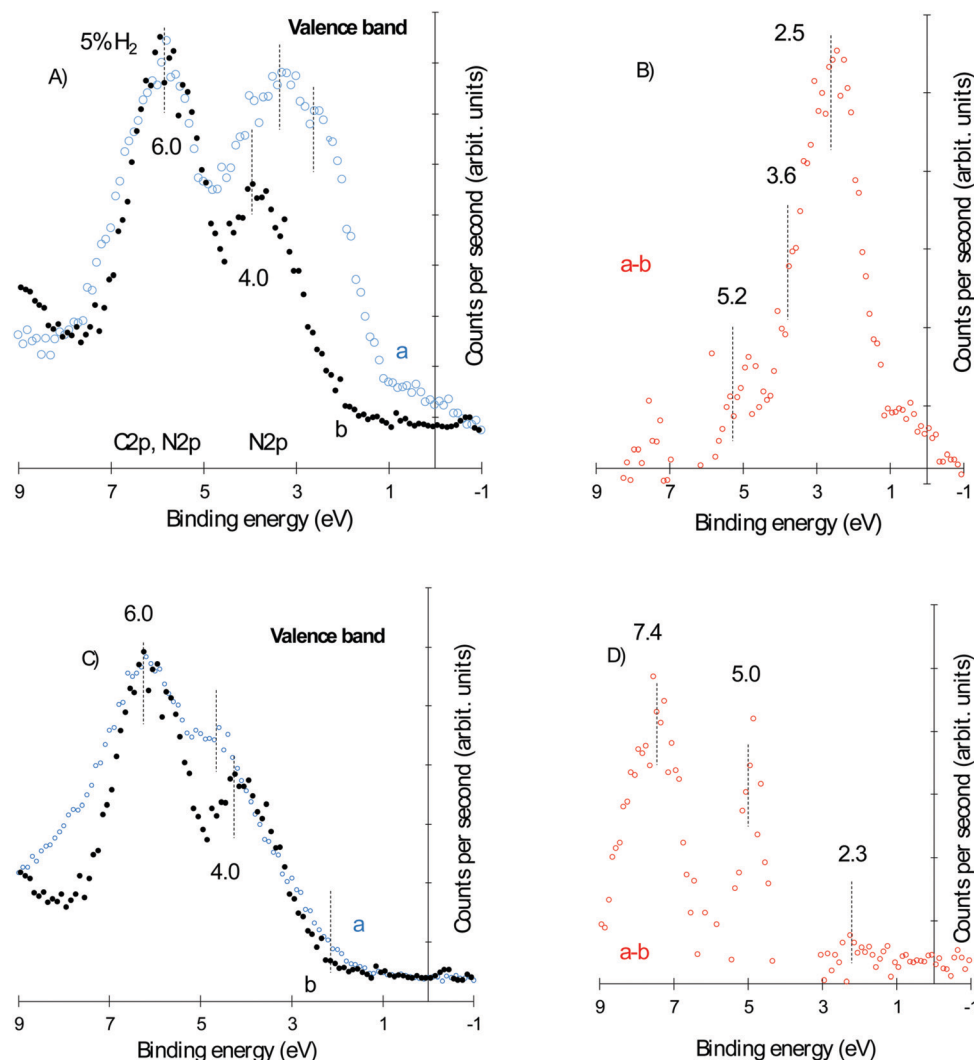 5%H2
Valence band
A)
6.0
4.0
a
b
C2p, N2p
N2p
Counts per second (arbit. units)
9 7 5 3 1 -1
Binding energy (eV)
2.5
B)
3.6
a-b
5.2
Counts per second (arbit. units)
9 7 5 3 1 -1
Binding energy (eV)
6.0
Valence band
C)
4.0
a
b
Counts per second (arbit. units)
9 7 5 3 1 -1
Binding energy (eV)
7.4
D)
5.0
2.3
a-b
Counts per second (arbit. units)
9 7 5 3 1 -1
Binding energy (eV)